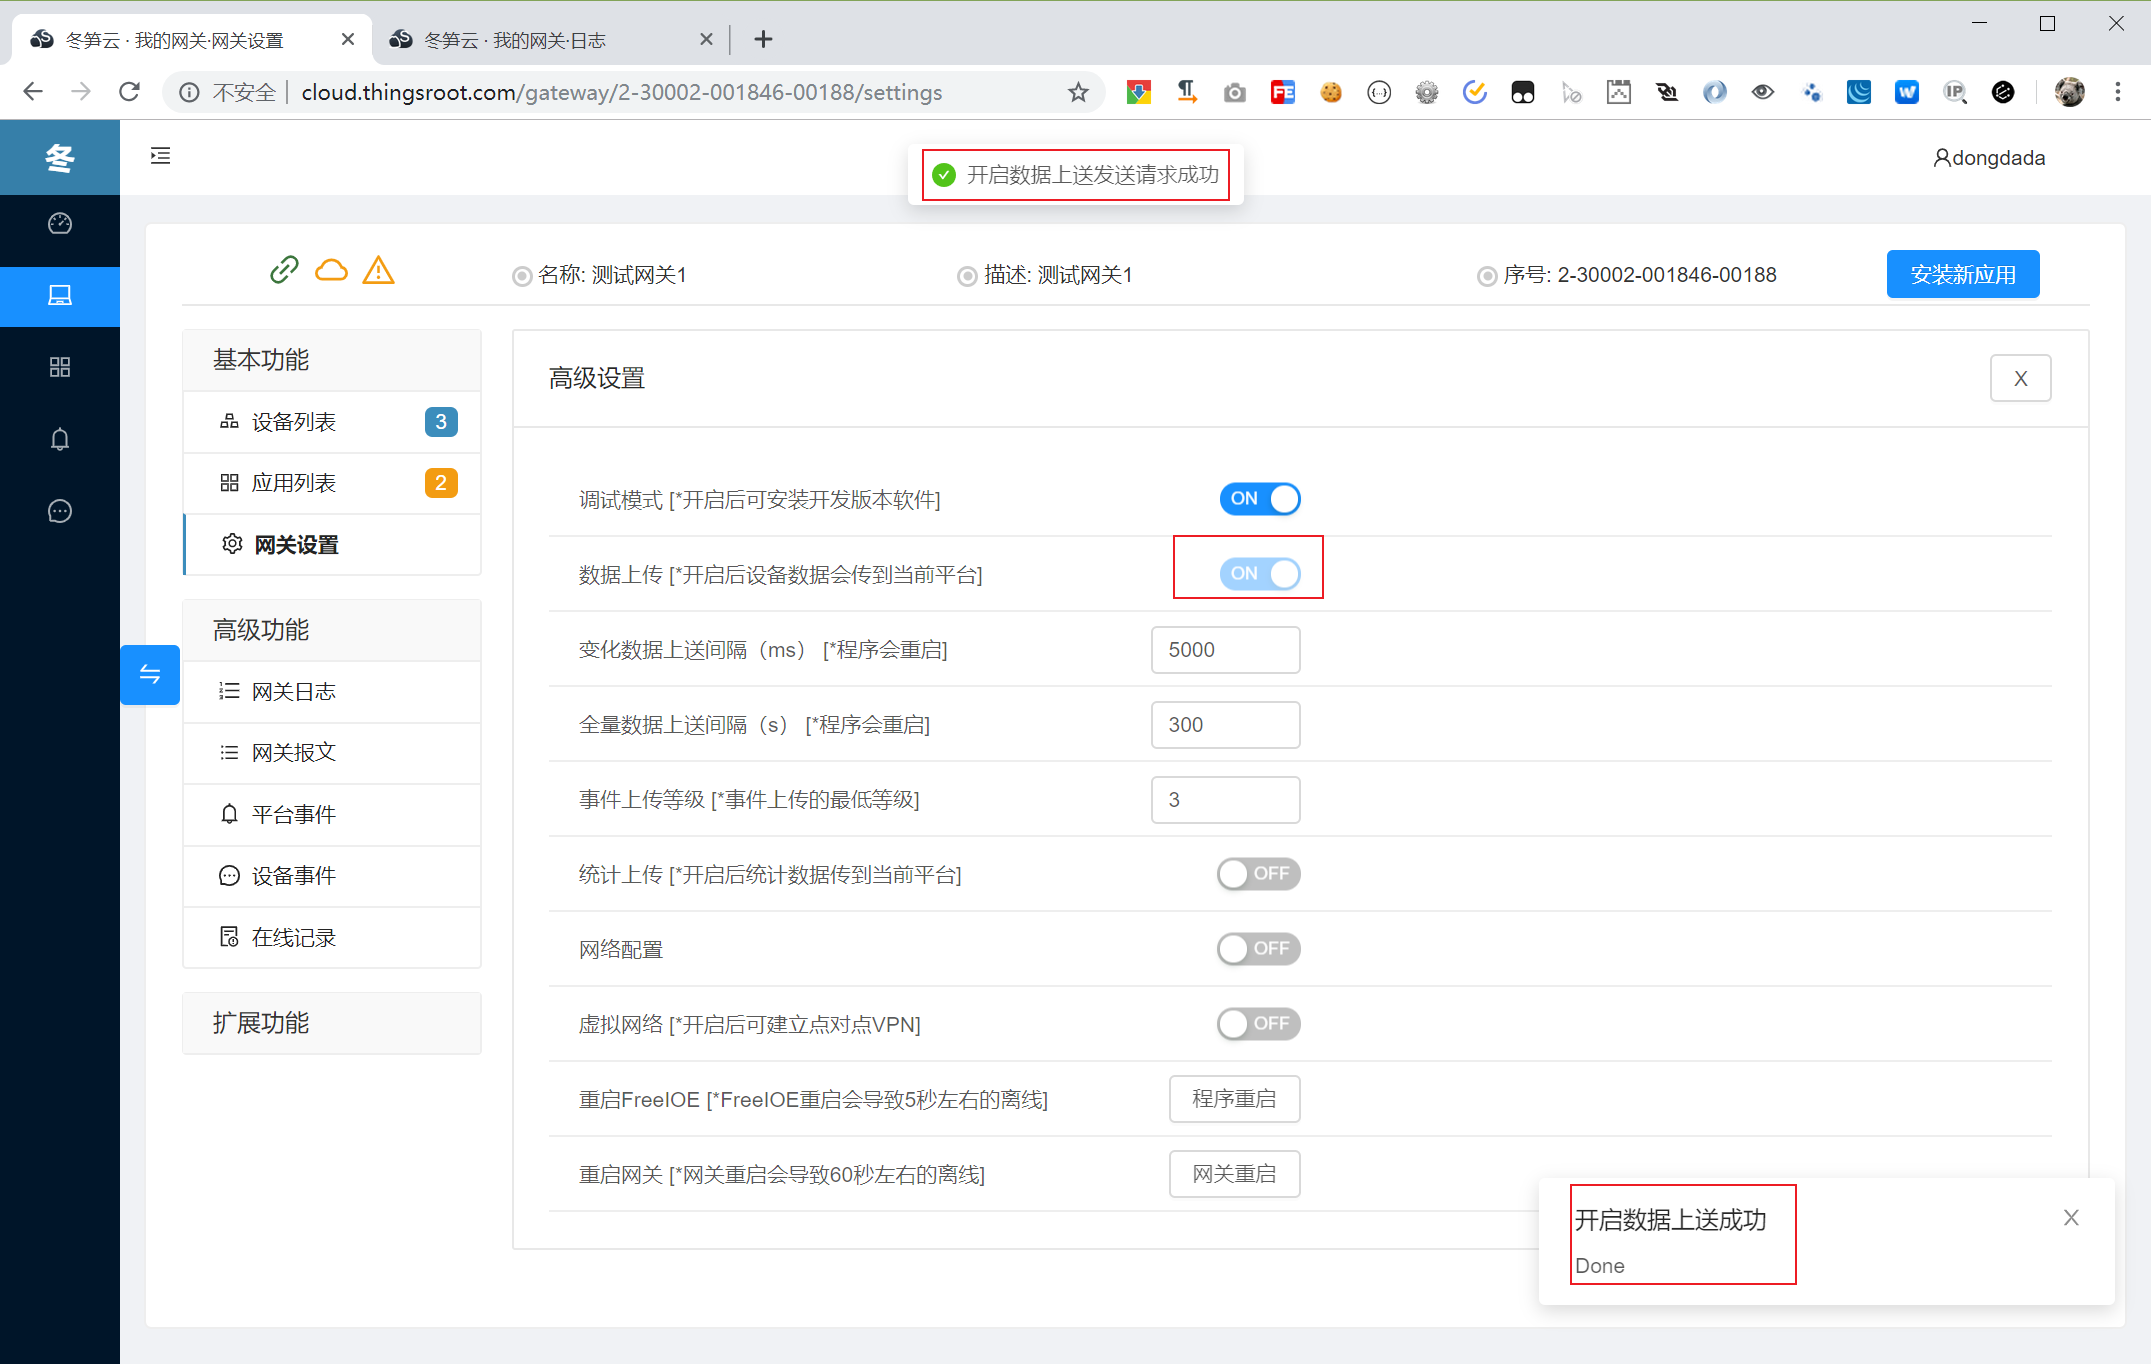 冬笋云 · 我的网关·网关设置
冬笋云 · 我的网关·日志
不安全
cloud.thingsroot.com/gateway/2-30002-001846-00188/settings
冬
开启数据上送发送请求成功
dongdada
名称: 测试网关1
描述: 测试网关1
序号: 2-30002-001846-00188
安装新应用
基本功能
设备列表
3
应用列表
2
网关设置
高级功能
网关日志
网关报文
平台事件
设备事件
在线记录
扩展功能
高级设置
X
调试模式 [*开启后可安装开发版本软件]
ON
数据上传 [*开启后设备数据会传到当前平台]
ON
变化数据上送间隔（ms） [*程序会重启]
5000
全量数据上送间隔（s） [*程序会重启]
300
事件上传等级 [*事件上传的最低等级]
3
统计上传 [*开启后统计数据传到当前平台]
OFF
网络配置
OFF
虚拟网络 [*开启后可建立点对点VPN]
OFF
重启FreeIOE [*FreeIOE重启会导致5秒左右的离线]
程序重启
重启网关 [*网关重启会导致60秒左右的离线]
网关重启
开启数据上送成功
X
Done